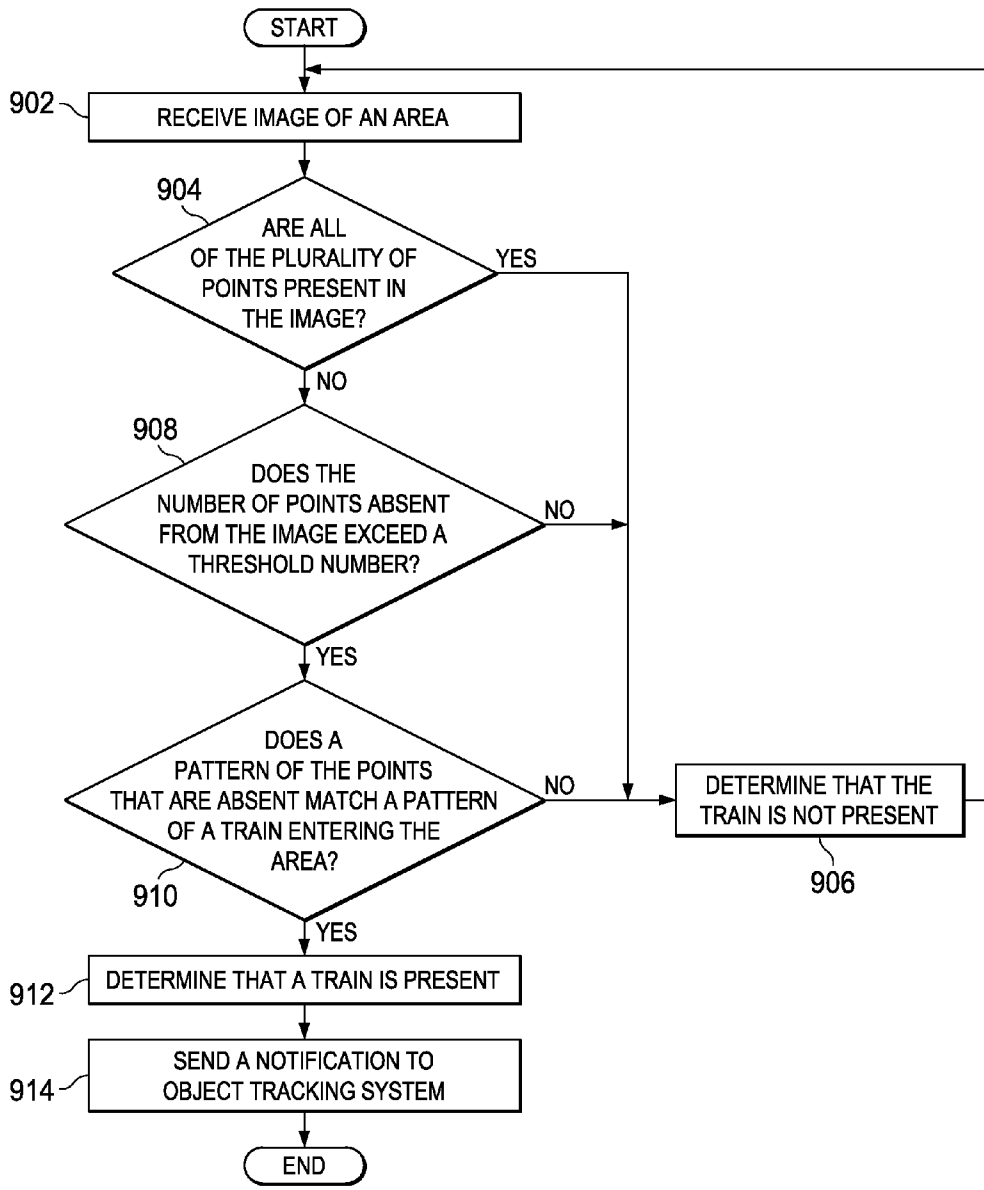 START
902
RECEIVE IMAGE OF AN AREA
904
ARE ALL
OF THE PLURALITY OF
POINTS PRESENT IN
THE IMAGE?
YES
NO
908
DOES THE
NUMBER OF POINTS ABSENT
FROM THE IMAGE EXCEED A
THRESHOLD NUMBER?
NO
YES
DOES A
PATTERN OF THE POINTS
THAT ARE ABSENT MATCH A PATTERN
OF A TRAIN ENTERING THE
AREA?
910
NO
DETERMINE THAT THE
TRAIN IS NOT PRESENT
906
YES
912
DETERMINE THAT A TRAIN IS PRESENT
914
SEND A NOTIFICATION TO
OBJECT TRACKING SYSTEM
END